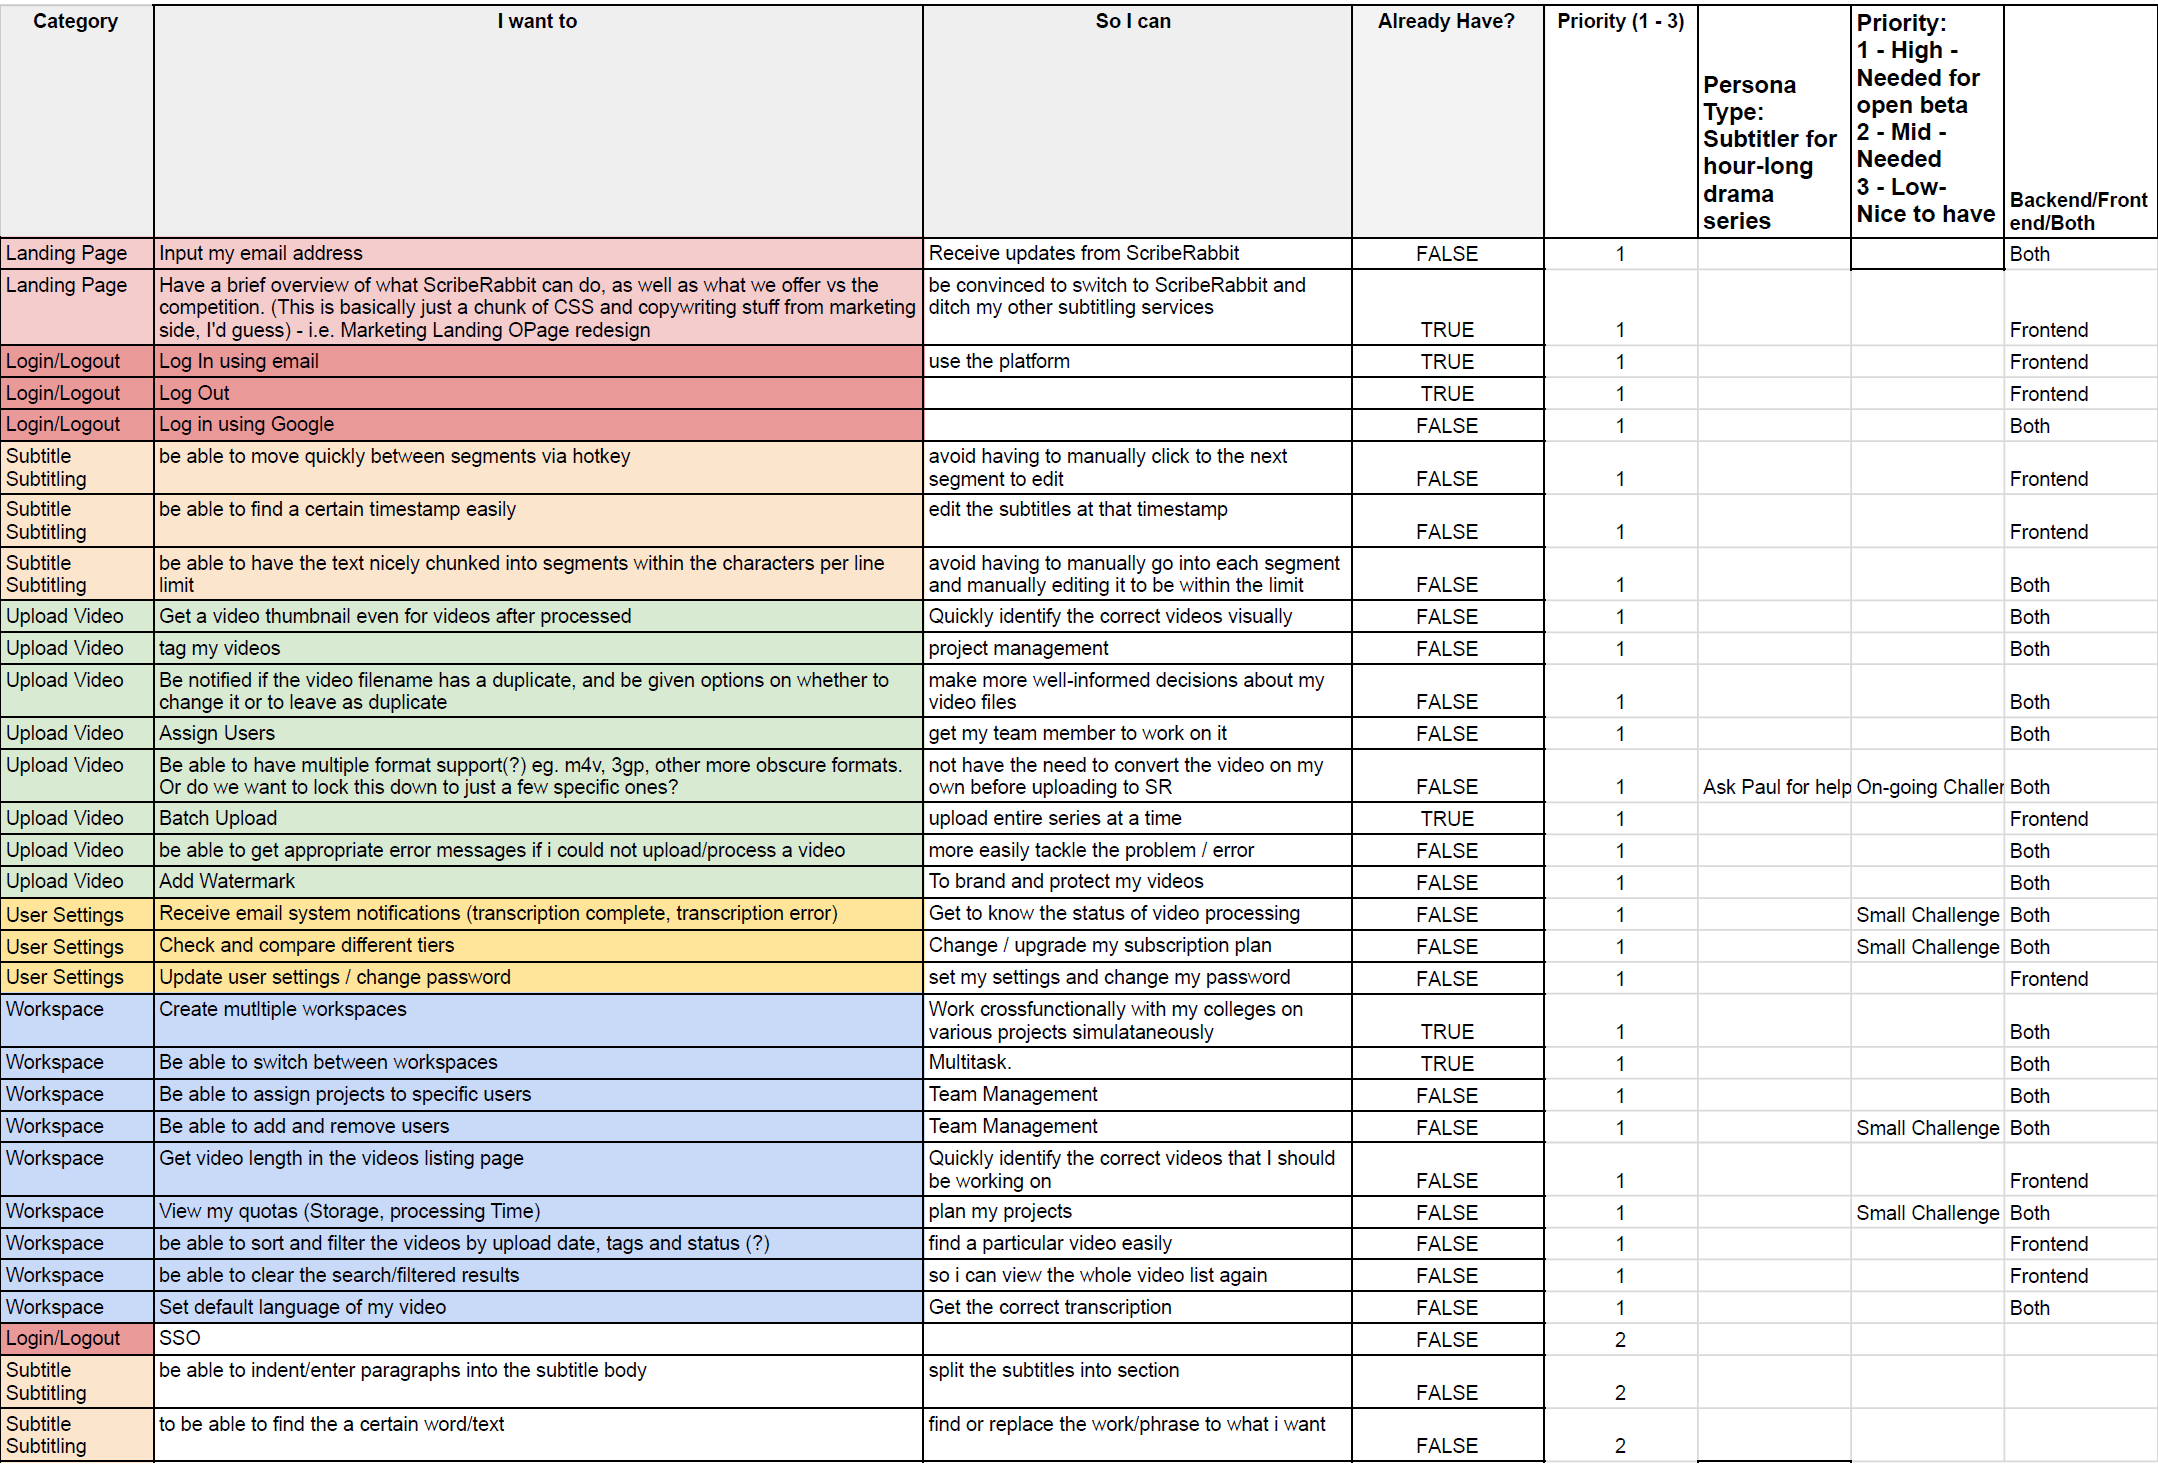 Category I want to So I can Already Have? Priority (1 - 3) Persona Type: Subtitler for hour-long drama series Priority: 1 - High - Needed for open beta 2 - Mid - Needed 3 - Low- Nice to have Backend/Front end/Both
Landing Page Input my email address Receive updates from ScribeRabbit FALSE 1 Both
Landing Page Have a brief overview of what ScribeRabbit can do, as well as what we offer vs the be convinced to switch to ScribeRabbit and
competition. (This is basically just a chunk of CSS and copywriting stuff from marketing ditch my other subtitling services
side, I'd guess) - i.e. Marketing Landing OPage redesign TRUE 1 Frontend
Login/Logout Log In using email use the platform TRUE 1 Frontend
Login/Logout Log Out TRUE 1 Frontend
Login/Logout Log in using Google FALSE 1 Both
Subtitle be able to move quickly between segments via hotkey avoid having to manually click to the next
Subtitling segment to edit FALSE 1 Frontend
Subtitle be able to find a certain timestamp easily edit the subtitles at that timestamp
Subtitling FALSE 1 Frontend
Subtitle be able to have the text nicely chunked into segments within the characters per line avoid having to manually go into each segment
Subtitling limit and manually editing it to be within the limit FALSE 1 Both
Upload Video Get a video thumbnail even for videos after processed Quickly identify the correct videos visually FALSE 1 Both
Upload Video tag my videos project management FALSE 1 Both
Upload Video Be notified if the video filename has a duplicate, and be given options on whether to make more well-informed decisions about my
change it or to leave as duplicate video files FALSE 1 Both
Upload Video Assign Users get my team member to work on it FALSE 1 Both
Upload Video Be able to have multiple format support(?) eg. m4v, 3gp, other more obscure formats. not have the need to convert the video on my
Or do we want to lock this down to just a few specific ones? own before uploading to SR FALSE 1 Ask Paul for help On-going Challer Both
Upload Video Batch Upload upload entire series at a time TRUE 1 Frontend
Upload Video be able to get appropriate error messages if i could not upload/process a video more easily tackle the problem / error FALSE 1 Both
Upload Video Add Watermark To brand and protect my videos FALSE 1 Both
User Settings Receive email system notifications (transcription complete, transcription error) Get to know the status of video processing FALSE 1 Small Challenge Both
User Settings Check and compare different tiers Change / upgrade my subscription plan FALSE 1 Small Challenge Both
User Settings Update user settings / change password set my settings and change my password FALSE 1 Frontend
Workspace Create mutltiple workspaces Work crossfunctionally with my colleges on
various projects simulataneously TRUE 1 Both
Workspace Be able to switch between workspaces Multitask. TRUE 1 Both
Workspace Be able to assign projects to specific users Team Management FALSE 1 Both
Workspace Be able to add and remove users Team Management FALSE 1 Small Challenge Both
Workspace Get video length in the videos listing page Quickly identify the correct videos that I should
be working on FALSE 1 Frontend
Workspace View my quotas (Storage, processing Time) plan my projects FALSE 1 Small Challenge Both
Workspace be able to sort and filter the videos by upload date, tags and status (?) find a particular video easily FALSE 1 Frontend
Workspace be able to clear the search/filtered results so i can view the whole video list again FALSE 1 Frontend
Workspace Set default language of my video Get the correct transcription FALSE 1 Both
Login/Logout SSO FALSE 2
Subtitle be able to indent/enter paragraphs into the subtitle body split the subtitles into section
Subtitling FALSE 2
Subtitle to be able to find the a certain word/text find or replace the work/phrase to what i want
Subtitling FALSE 2